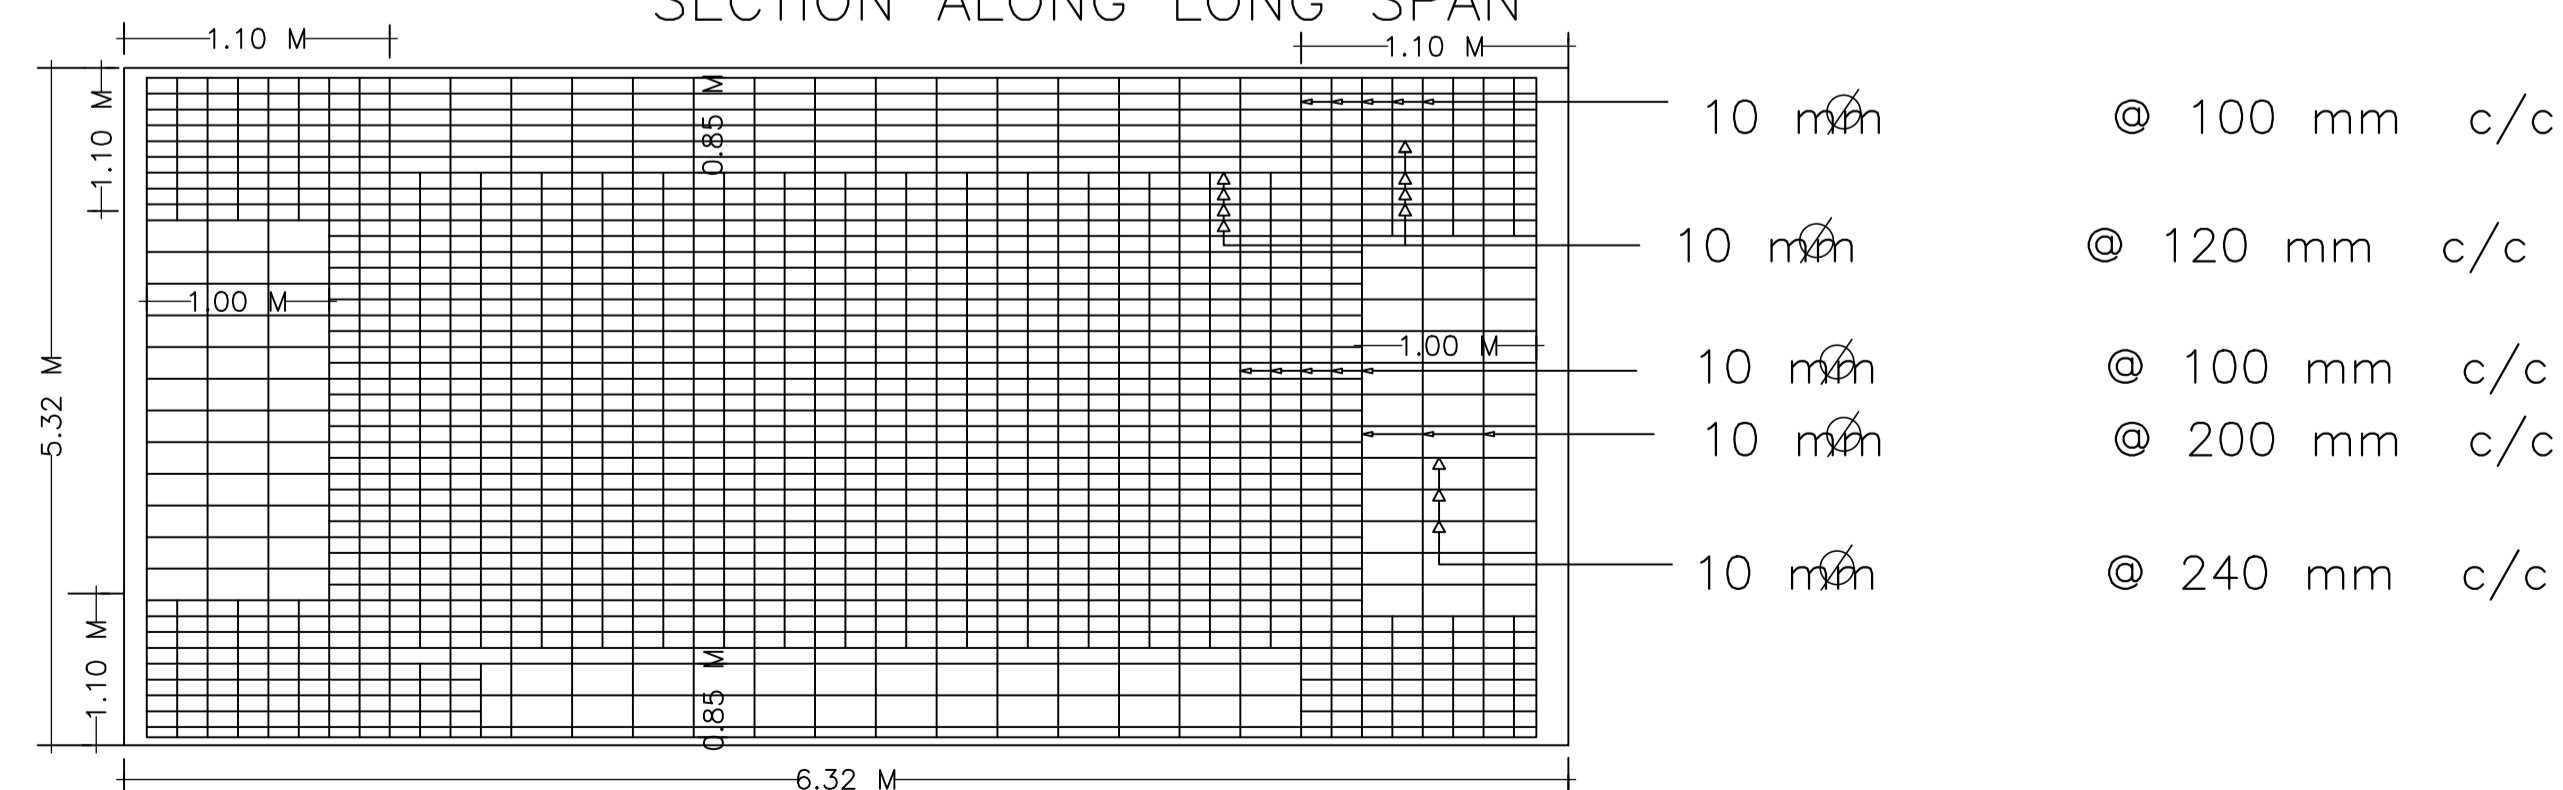 SECTION ALONG LONG SPAN
1.10 M
1.10 M
1.10 M
0.85 M
10 mm Ø @ 100 mm c/c
10 mm Ø @ 120 mm c/c
1.00 M
1.00 M
10 mm Ø @ 100 mm c/c
5.32 M
10 mm Ø @ 200 mm c/c
10 mm Ø @ 240 mm c/c
1.10 M
0.85 M
6.32 M